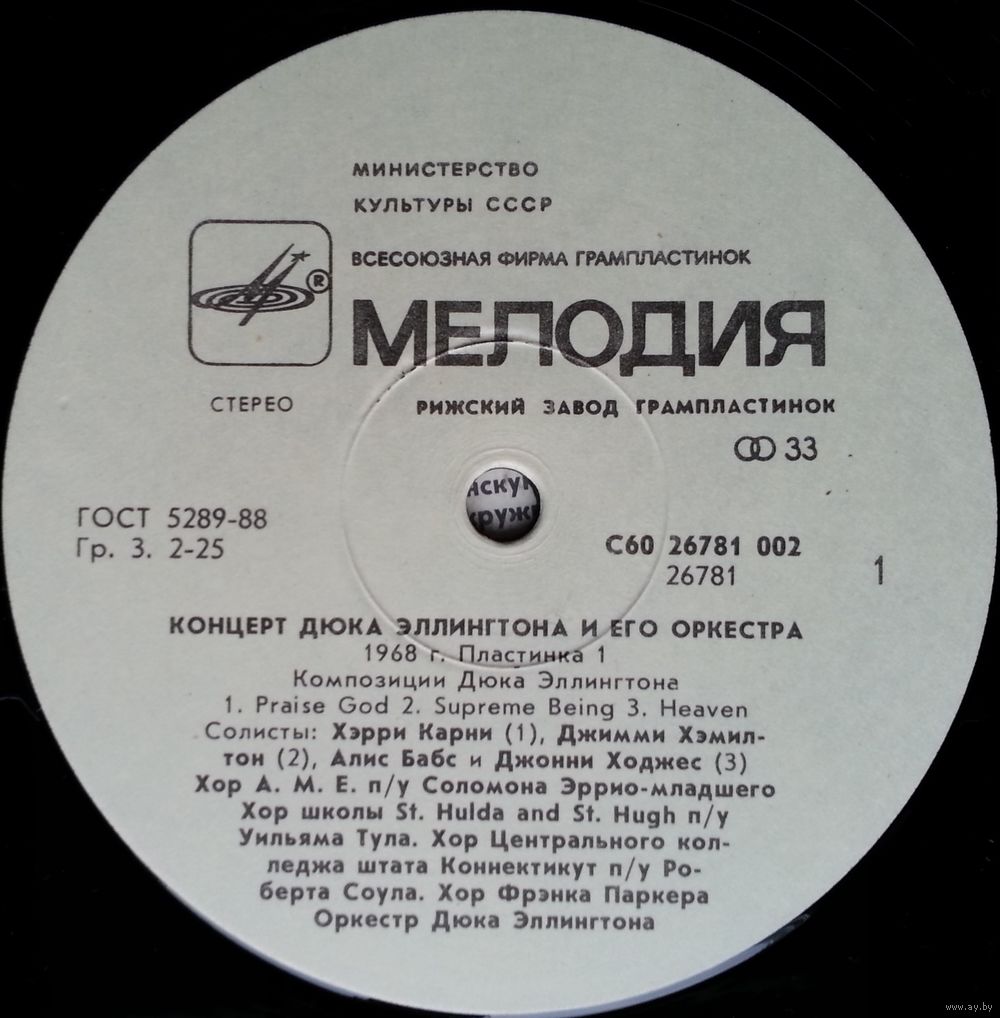 МИНИСТЕРСТВО
КУЛЬТУРЫ СССР
ВСЕСОЮЗНАЯ ФИРМА ГРАМПЛАСТИНОК
®
МЕЛОДИЯ
СТЕРЕО
РИЖСКИЙ ЗАВОД ГРАМПЛАСТИНОК
33
ГОСТ 5289-88
Гр. 3. 2-25
С60 26781 002
26781
1
КОНЦЕРТ ДЮКА ЭЛЛИНГТОНА И ЕГО ОРКЕСТРА
1968 г. Пластинка 1
Композиции Дюка Эллингтона
1. Praise God 2. Supreme Being 3. Heaven
Солисты: Хэрри Карни (1), Джимми Хэмил-
тон (2), Алис Бабс и Джонни Ходжес (3)
Хор А. М. Е. п/у Соломона Эррио-младшего
Хор школы St. Hulda and St. Hugh п/у
Уильяма Тула. Хор Центрального кол-
леджа штата Коннектикут п/у Ро-
берта Соула. Хор Фрэнка Паркера
Оркестр Дюка Эллингтона
www.ay.by